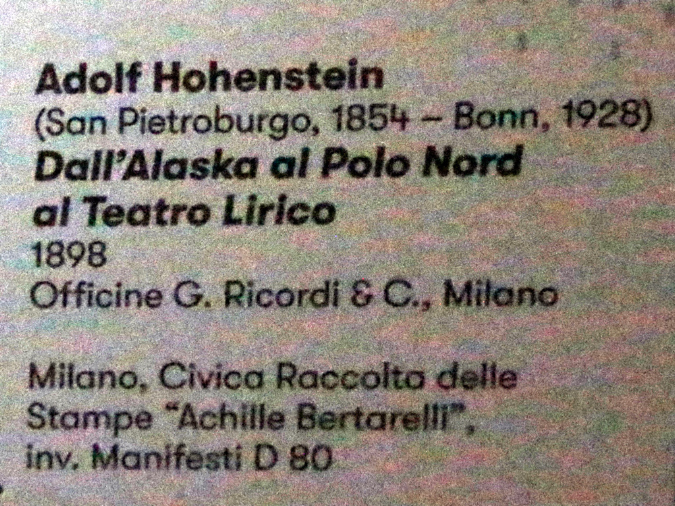 Adolf Hohenstein
(San Pietroburgo, 1854 – Bonn, 1928)
Dall'Alaska al Polo Nord
al Teatro Lirico
1898
Officine G. Ricordi & C., Milano
Milano, Civica Raccolta delle
Stampe “Achille Bertarelli”,
inv. Manifesti D 80